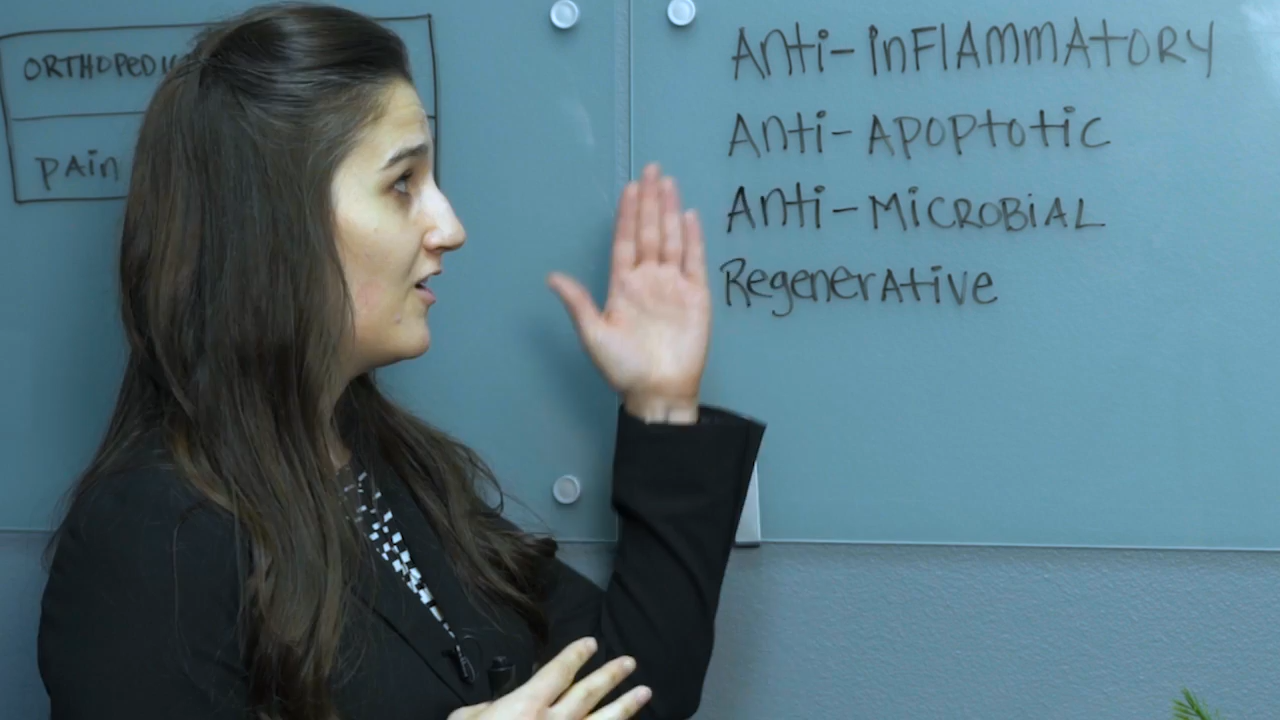 ORTHOPEDIC
PAIN
Anti-InFlAmmAtORY
Anti-Apoptotic
Anti-MiCROBiAL
RegenerAtive